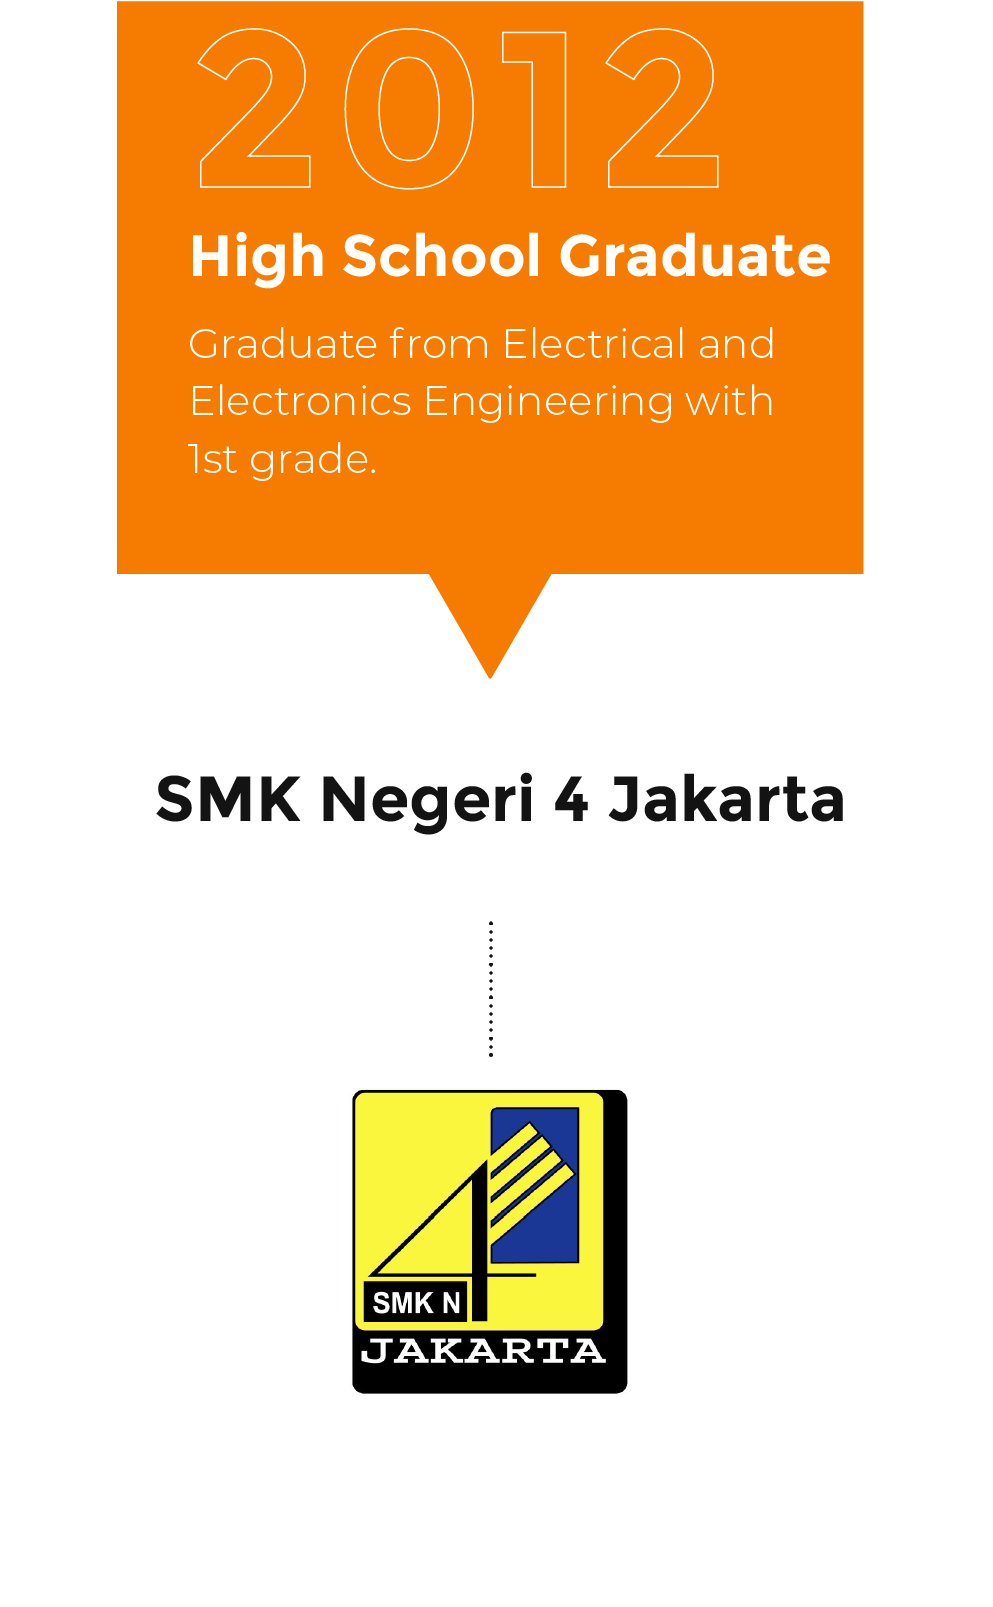 2012
High School Graduate
Graduate from Electrical and
Electronics Engineering with
1st grade.
SMK Negeri 4 Jakarta
4
SMK N
JAKARTA